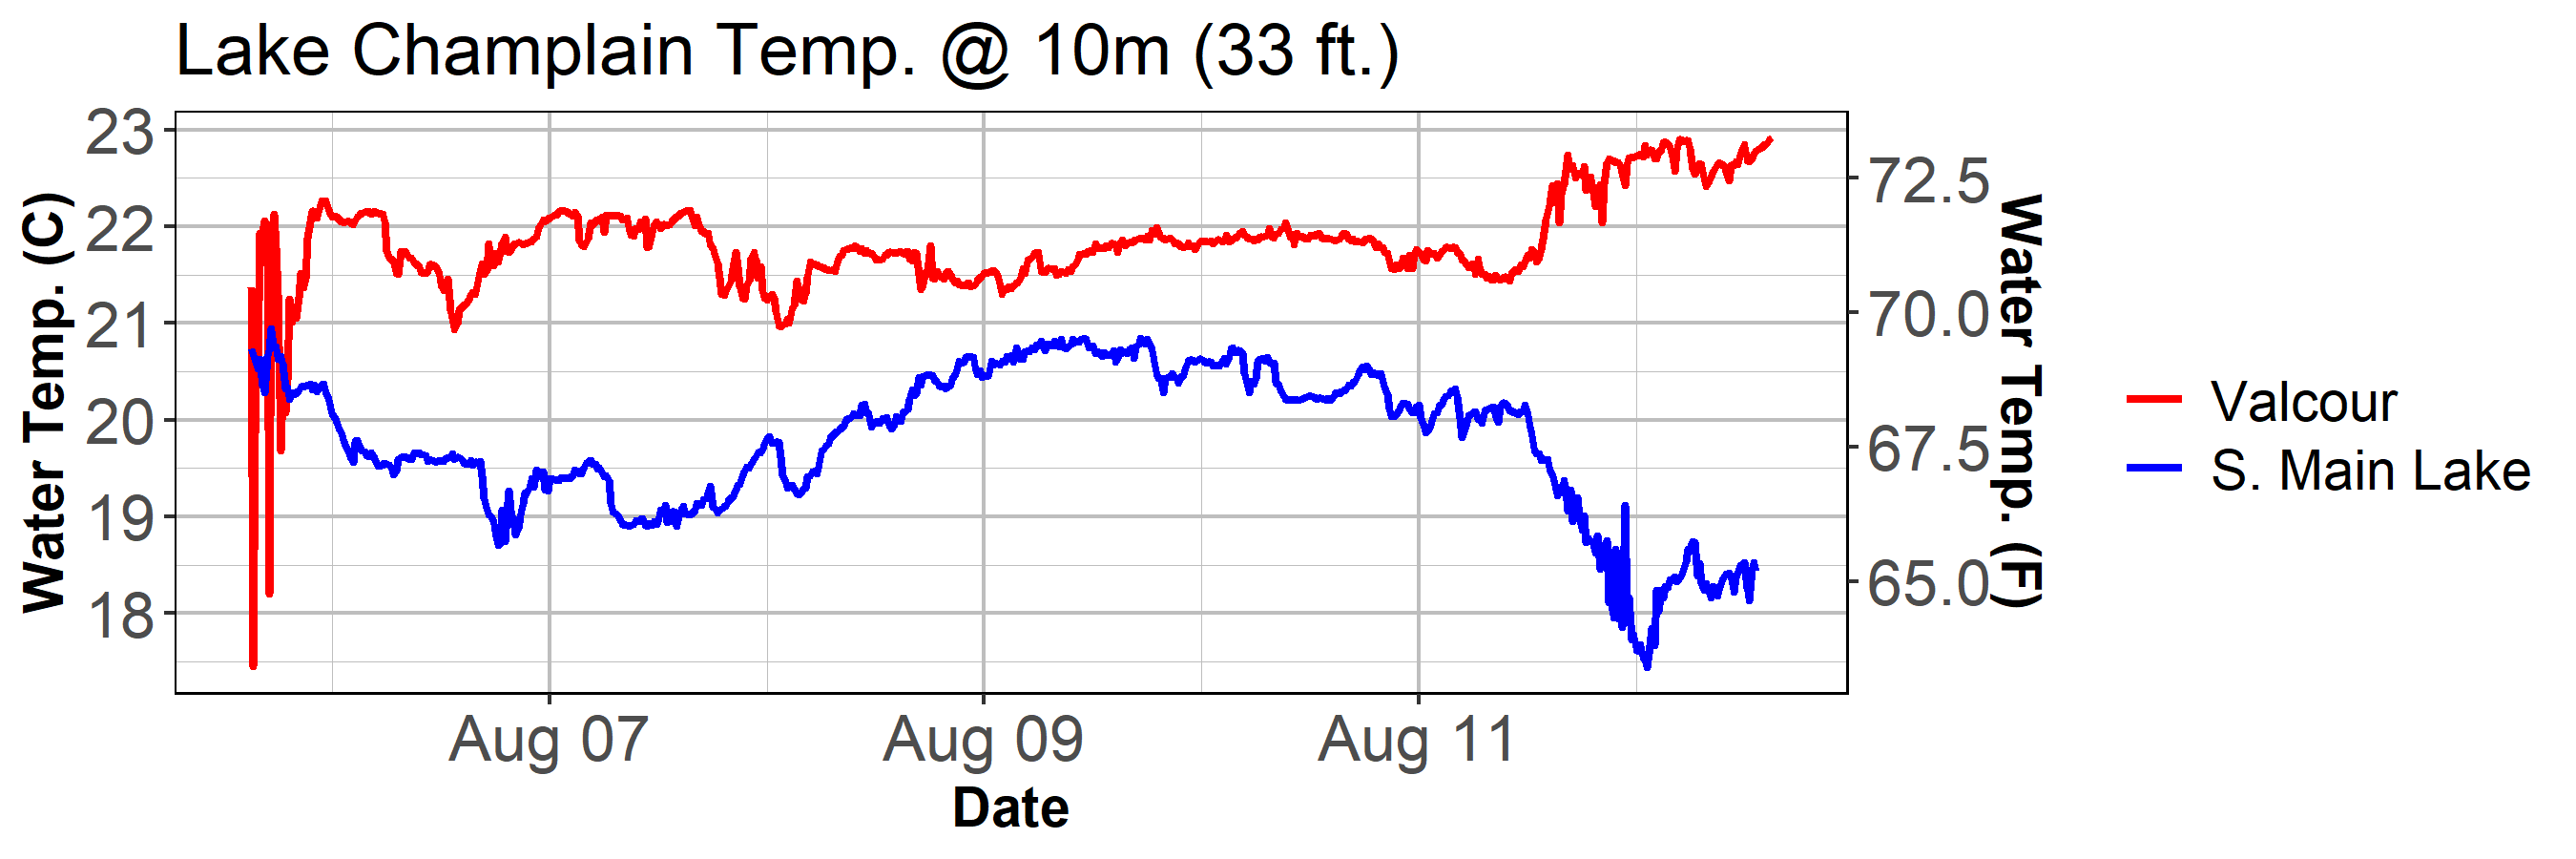 Lake Champlain Temp. @ 10m (33 ft.)
Water Temp. (C)
23
22
21
20
19
18
72.5
70.0
67.5
65.0
Water Temp. (F)
Aug 07
Aug 09
Aug 11
Date
Valcour
S. Main Lake